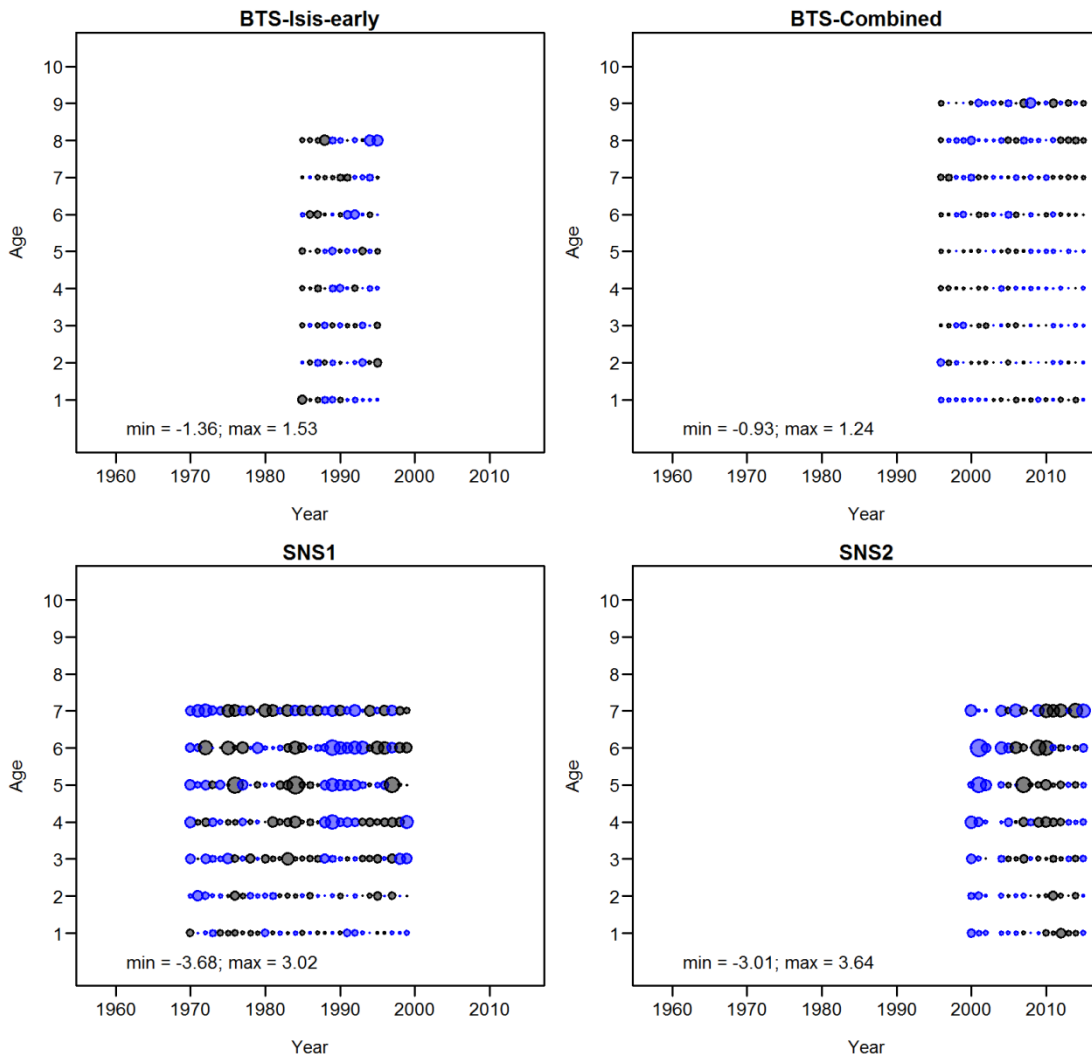 BTS-Isis-early
Age
10
9
8
7
6
5
4
3
2
1
min = -1.36; max = 1.53
1960 1970 1980 1990 2000 2010
Year
BTS-Combined
Age
10
9
8
7
6
5
4
3
2
1
min = -0.93; max = 1.24
1960 1970 1980 1990 2000 2010
Year
SNS1
Age
10
9
8
7
6
5
4
3
2
1
min = -3.68; max = 3.02
1960 1970 1980 1990 2000 2010
Year
SNS2
Age
10
9
8
7
6
5
4
3
2
1
min = -3.01; max = 3.64
1960 1970 1980 1990 2000 2010
Year